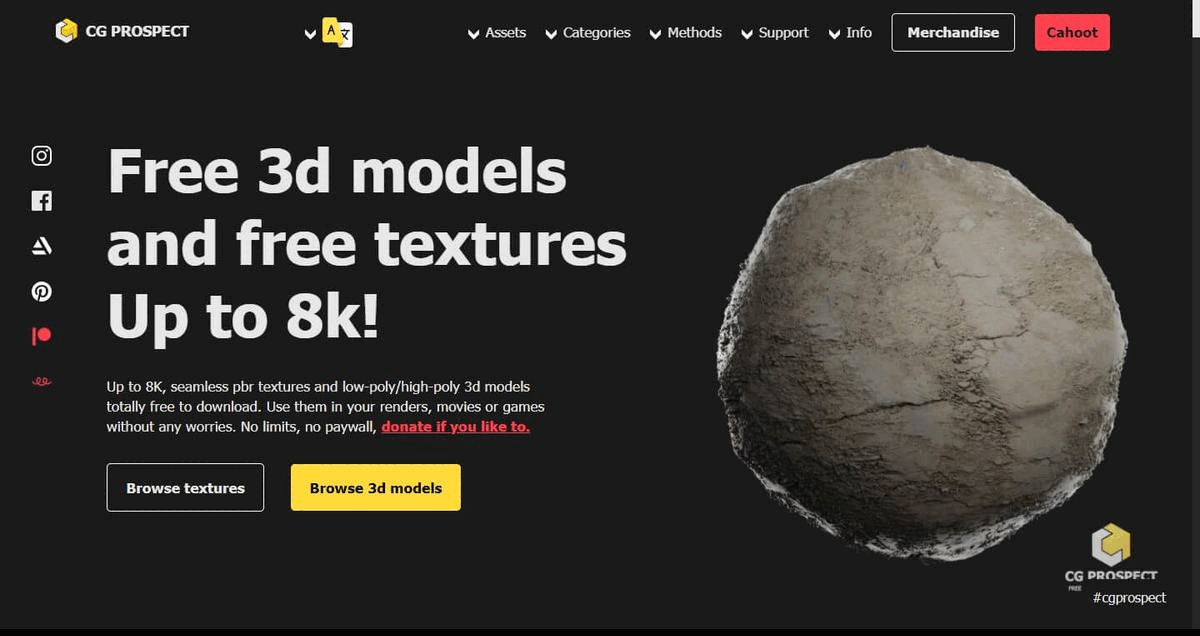 CG PROSPECT
A 文
Assets
Categories
Methods
Support
Info
Merchandise
Cahoot
Free 3d models
and free textures
Up to 8k!
Up to 8K, seamless pbr textures and low-poly/high-poly 3d models
totally free to download. Use them in your renders, movies or games
without any worries. No limits, no paywall, donate if you like to.
Browse textures
Browse 3d models
CG PROSPECT
FREE
#cgprospect